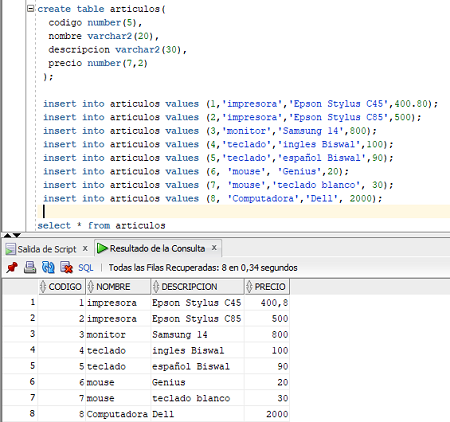 create table articulos(
codigo number(5),
nombre varchar2(20),
descripcion varchar2(30),
precio number(7,2)
);
insert into articulos values (1,'impresora','Epson Stylus C45',400.80);
insert into articulos values (2,'impresora','Epson Stylus C85',500);
insert into articulos values (3,'monitor','Samsung 14',800);
insert into articulos values (4,'teclado','ingles Biswal',100);
insert into articulos values (5,'teclado','español Biswal',90);
insert into articulos values (6, 'mouse', 'Genius',20);
insert into articulos values (7, 'mouse','teclado blanco', 30);
insert into articulos values (8, 'Computadora','Dell', 2000);
select * from articulos
Salida de Script x Resultado de la Consulta x
SQL | Todas las Filas Recuperadas: 8 en 0,34 segundos
CODIGO NOMBRE DESCRIPCION PRECIO
1 1 impresora Epson Stylus C45 400,8
2 2 impresora Epson Stylus C85 500
3 3 monitor Samsung 14 800
4 4 teclado ingles Biswal 100
5 5 teclado español Biswal 90
6 6 mouse Genius 20
7 7 mouse teclado blanco 30
8 8 Computadora Dell 2000